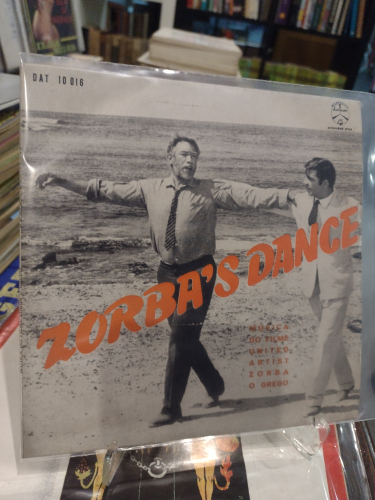 DAT 10 016
ZORBA'S DANCE
MUSICA
DO FILME
UNITED
ARTIST
ZORBA
O GREGO